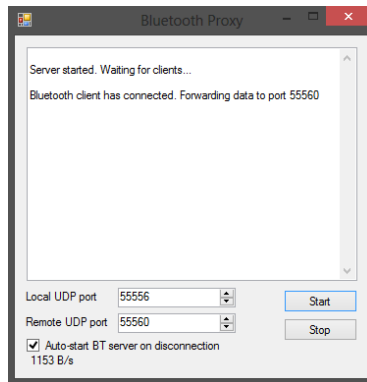 Bluetooth Proxy
Server started. Waiting for clients...
Bluetooth client has connected. Forwarding data to port 55560
Local UDP port 55556
Start
Remote UDP port 55560
Stop
Auto-start BT server on disconnection
1153 B/s